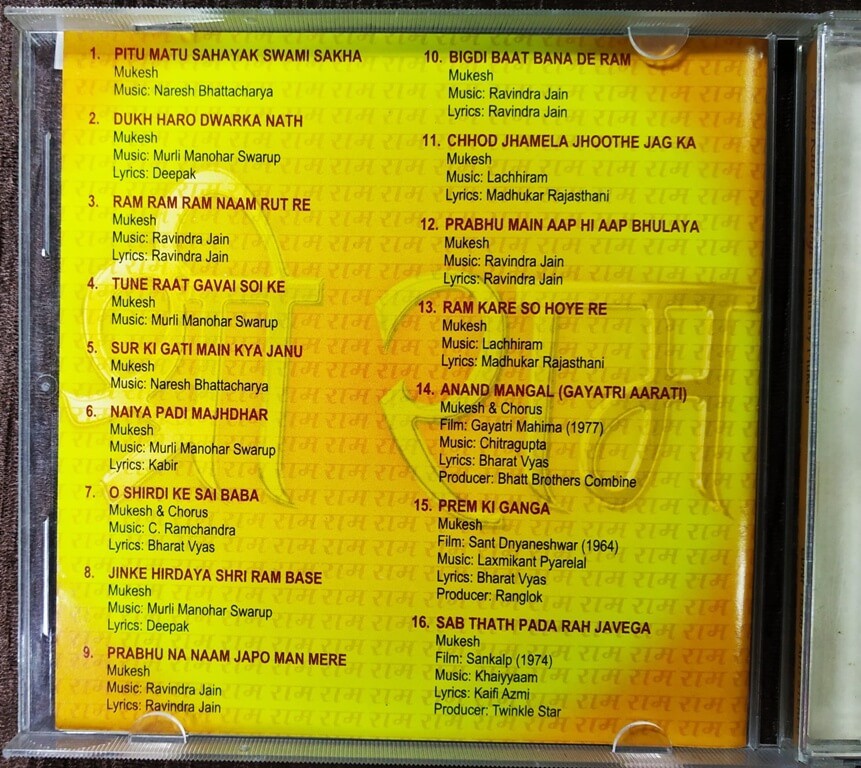 1. PITU MATU SAHAYAK SWAMI SAKHA
Mukesh
Music: Naresh Bhattacharya
2. DUKH HARO DWARKA NATH
Mukesh
Music: Murli Manohar Swarup
Lyrics: Deepak
3. RAM RAM RAM NAAM RUT RE
Mukesh
Music: Ravindra Jain
Lyrics: Ravindra Jain
4. TUNE RAAT GAVAI SOI KE
Mukesh
Music: Murli Manohar Swarup
5. SUR KI GATI MAIN KYA JANU
Mukesh
Music: Naresh Bhattacharya
6. NAIYA PADI MAJHDHAR
Mukesh
Music: Murli Manohar Swarup
Lyrics: Kabir
7. O SHIRDI KE SAI BABA
Mukesh & Chorus
Music: C. Ramchandra
Lyrics: Bharat Vyas
8. JINKE HIRDAYA SHRI RAM BASE
Mukesh
Music: Murli Manohar Swarup
Lyrics: Deepak
9. PRABHU NA NAAM JAPO MAN MERE
Mukesh
Music: Ravindra Jain
Lyrics: Ravindra Jain
10. BIGDI BAAT BANA DE RAM
Mukesh
Music: Ravindra Jain
Lyrics: Ravindra Jain
11. CHHOD JHAMELA JHOOTHE JAG KA
Mukesh
Music: Lachhiram
Lyrics: Madhukar Rajasthani
12. PRABHU MAIN AAP HI AAP BHULAYA
Mukesh
Music: Ravindra Jain
Lyrics: Ravindra Jain
13. RAM KARE SO HOYE RE
Mukesh
Music: Lachhiram
Lyrics: Madhukar Rajasthani
14. ANAND MANGAL (GAYATRI AARATI)
Mukesh & Chorus
Film: Gayatri Mahima (1977)
Music: Chitragupta
Lyrics: Bharat Vyas
Producer: Bhatt Brothers Combine
15. PREM KI GANGA
Mukesh
Film: Sant Dnyaneshwar (1964)
Music: Laxmikant Pyarelal
Lyrics: Bharat Vyas
Producer: Ranglok
16. SAB THATH PADA RAH JAVEGA
Mukesh
Film: Sankalp (1974)
Music: Khaiyyaam
Lyrics: Kaifi Azmi
Producer: Twinkle Star
श्री राम